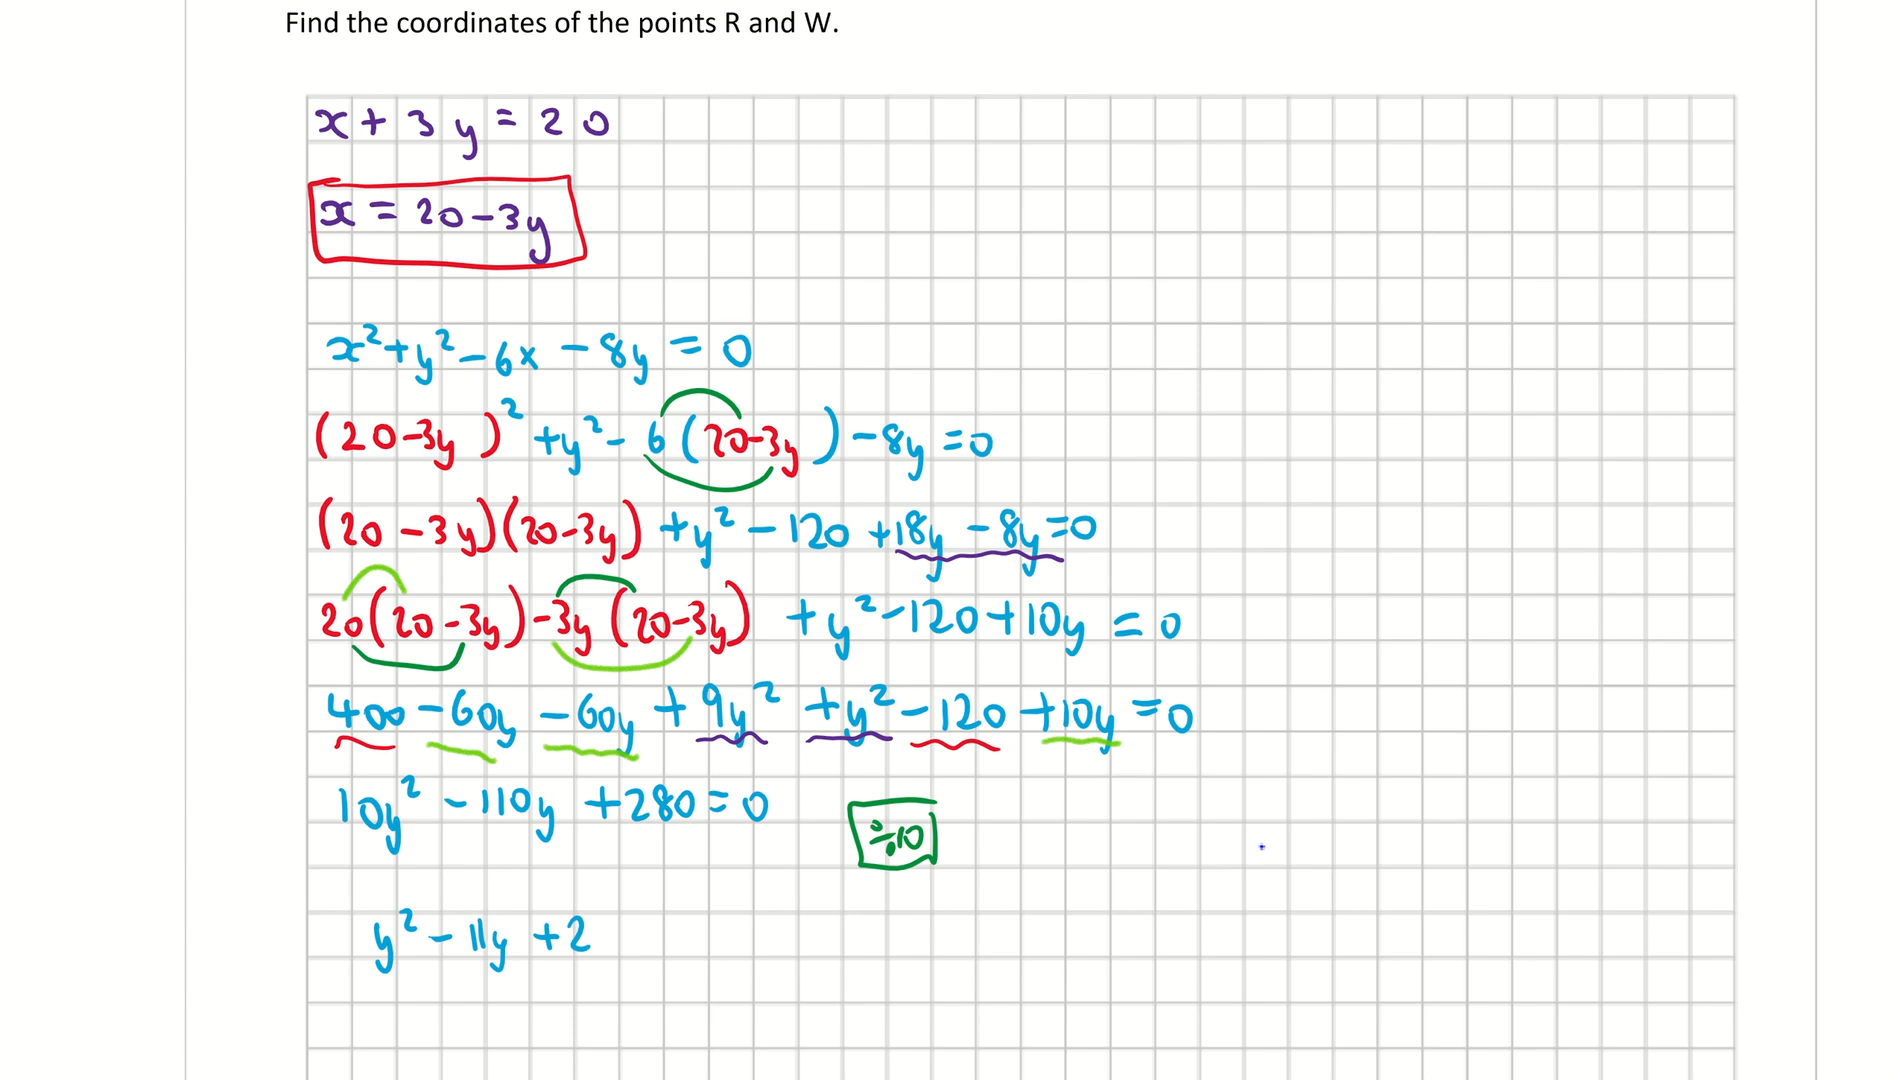 Find the coordinates of the points R and W.
x + 3y = 20
x = 20 - 3y
x² + y² - 6x - 8y = 0
(20 - 3y)² + y² - 6(20 - 3y) - 8y = 0
(20 - 3y)(20 - 3y) + y² - 120 + 18y - 8y = 0
20(20 - 3y) - 3y(20 - 3y) + y² - 120 + 10y = 0
400 - 60y - 60y + 9y² + y² - 120 + 10y = 0
10y² - 110y + 280 = 0 ÷10
y² - 11y + 2